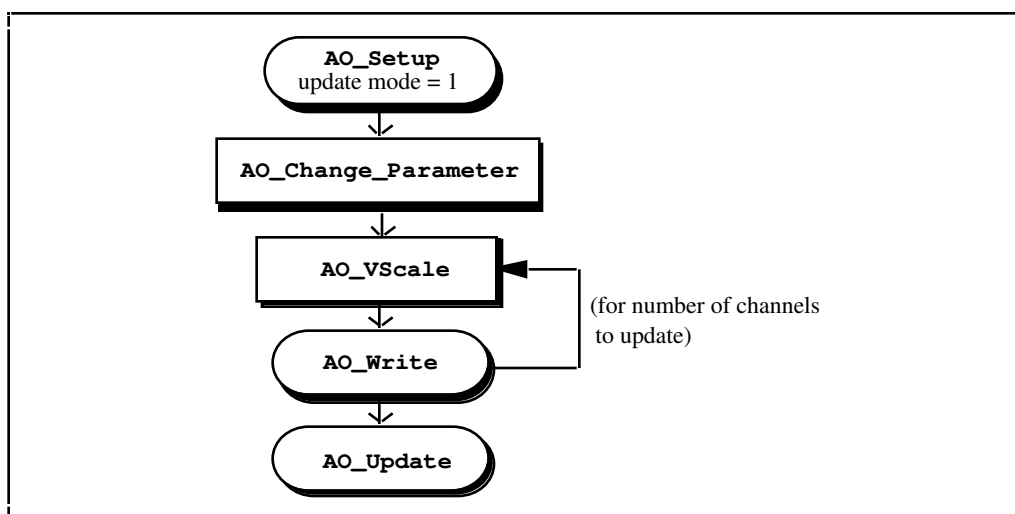 AO_Setup
update mode = 1
AO_Change_Parameter
AO_VScale
(for number of channels
to update)
AO_Write
AO_Update